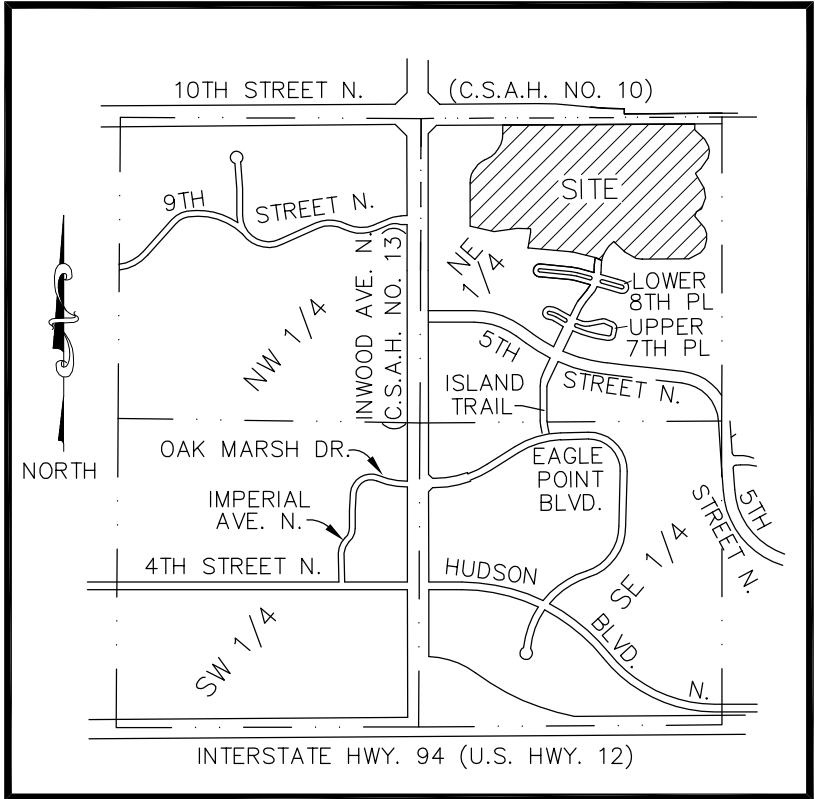 10TH STREET N.
(C.S.A.H. NO. 10)
9TH
STREET N.
SITE
NE
1/4
INWOOD AVE. N.
(C.S.A.H. NO. 13)
LOWER
8TH PL
UPPER
7TH PL
NW 1/4
5TH
STREET N.
ISLAND
TRAIL
NORTH
OAK MARSH DR.
EAGLE
POINT
BLVD.
IMPERIAL
AVE. N.
5TH
STREET N.
4TH STREET N.
HUDSON
BLVD.
N.
SE 1/4
SW 1/4
INTERSTATE HWY. 94 (U.S. HWY. 12)